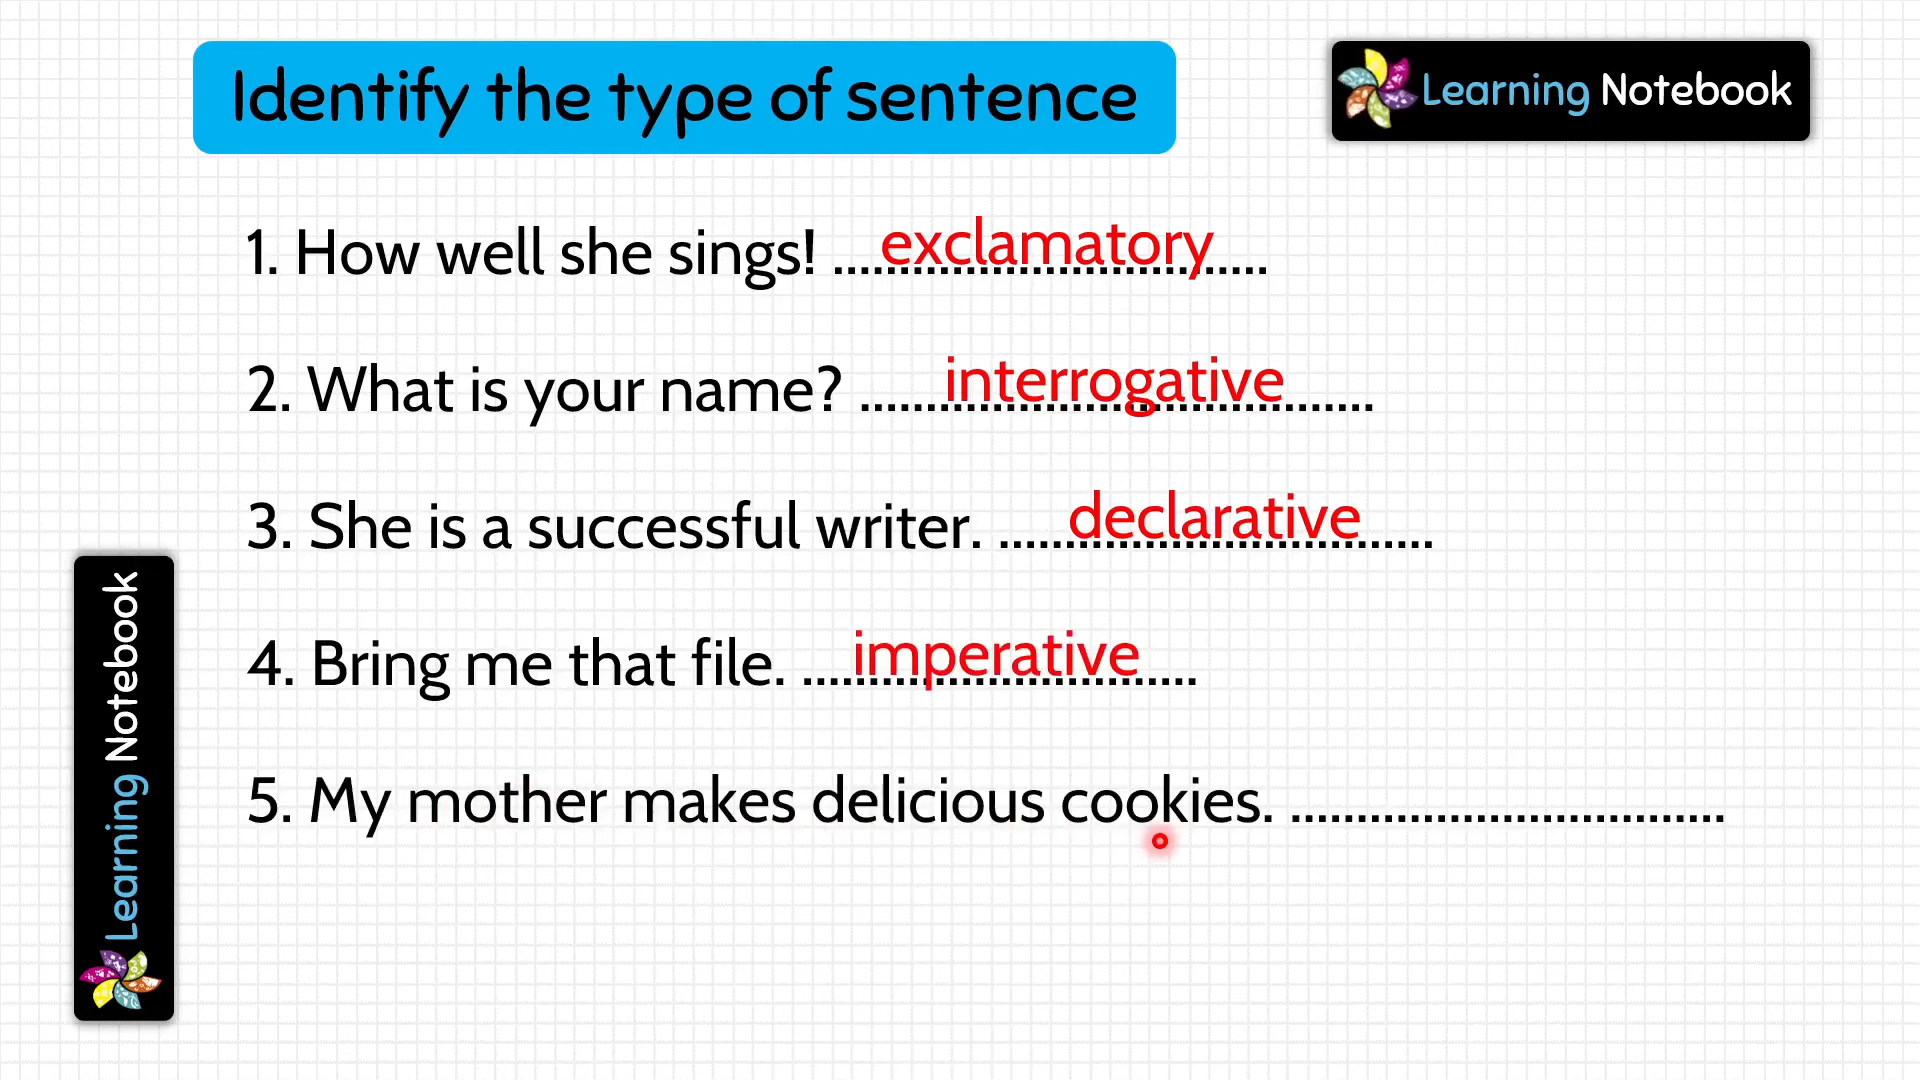 Identify the type of sentence
Learning Notebook
1. How well she sings! .....exclamatory.....
2. What is your name? .....interrogative.....
3. She is a successful writer. .....declarative.....
4. Bring me that file. .....imperative.....
5. My mother makes delicious cookies. .................................
Learning Notebook